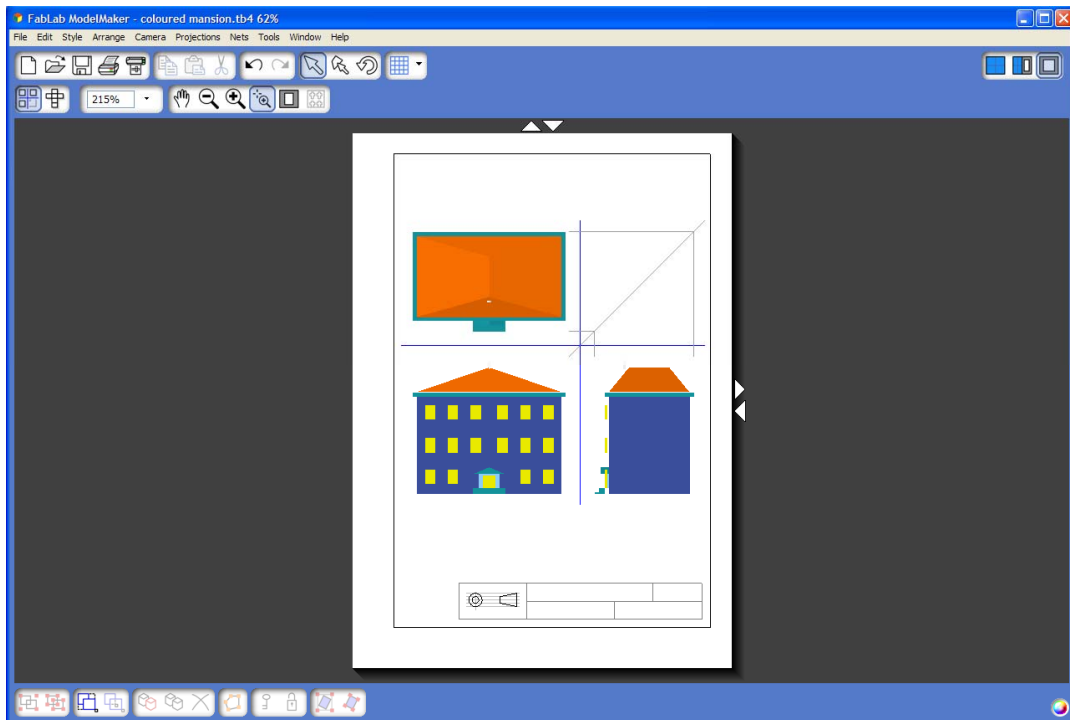 FabLab ModelMaker - coloured mansion.tb4 62%
File Edit Style Arrange Camera Projections Nets Tools Window Help
215%